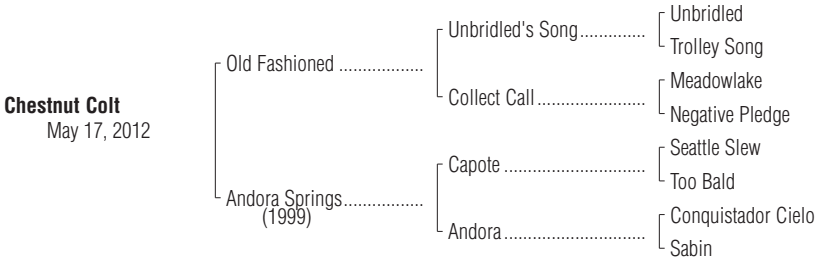 Unbridled
Unbridled's Song..............
Trolley Song
Old Fashioned ..................
Meadowlake
Collect Call.......................
Negative Pledge
Chestnut Colt
May 17, 2012
Seattle Slew
Capote ..............................
Too Bald
Andora Springs.................
(1999)
Conquistador Cielo
Andora..............................
Sabin